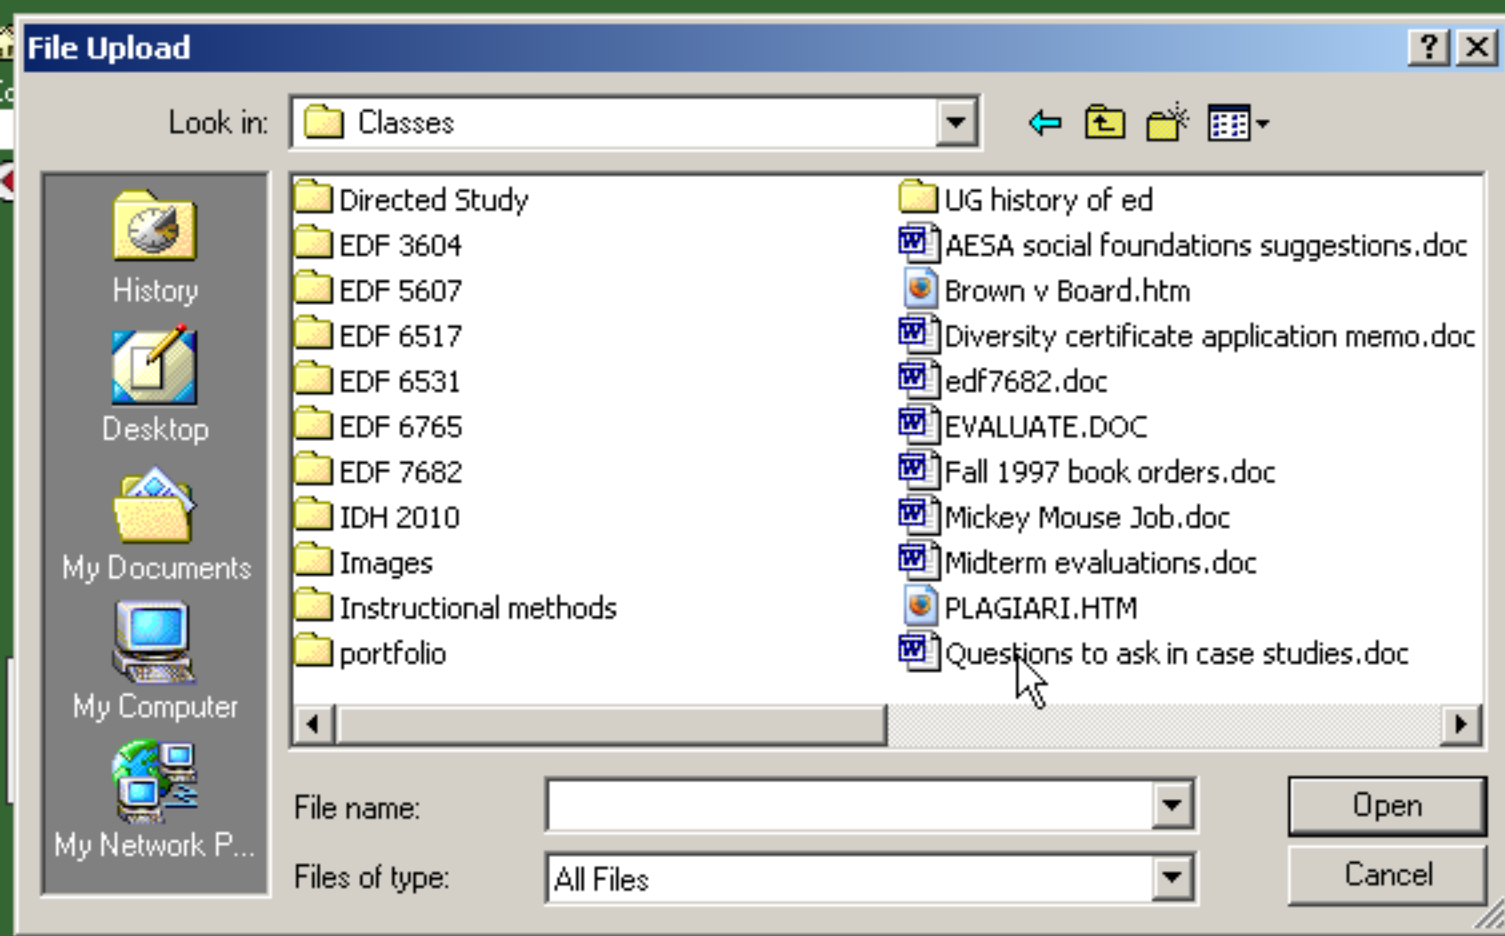 File Upload
Look in: Classes
History
Desktop
My Documents
My Computer
My Network P...
Directed Study
EDF 3604
EDF 5607
EDF 6517
EDF 6531
EDF 6765
EDF 7682
IDH 2010
Images
Instructional methods
portfolio
UG history of ed
AESA social foundations suggestions.doc
Brown v Board.htm
Diversity certificate application memo.doc
edf7682.doc
EVALUATE.DOC
Fall 1997 book orders.doc
Mickey Mouse Job.doc
Midterm evaluations.doc
PLAGIARI.HTM
Questions to ask in case studies.doc
File name:
Open
Files of type: All Files
Cancel